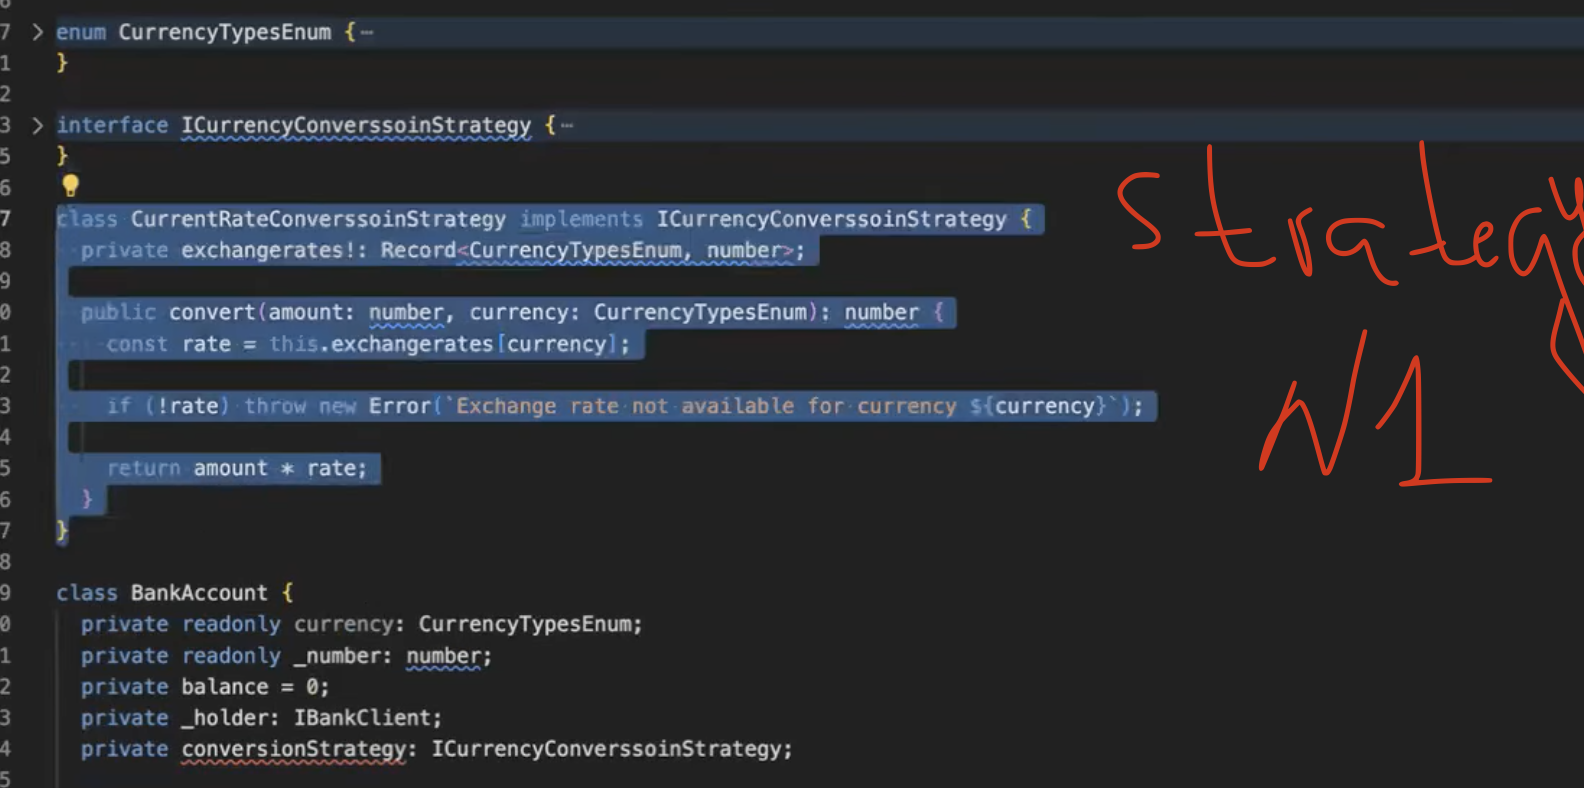 7 > enum CurrencyTypesEnum {
1 }
2
3 > interface ICurrencyConverssoinStrategy {
5 }
6
7 class CurrentRateConverssoinStrategy implements ICurrencyConverssoinStrategy {
8 private exchangerates!: Record<CurrencyTypesEnum, number>;
9
0 public convert(amount: number, currency: CurrencyTypesEnum): number {
1 const rate = this.exchangerates[currency];
2
3 if (!rate) throw new Error(`Exchange rate not available for currency ${currency}`);
4
5 return amount * rate;
6 }
7 }
8
9 class BankAccount {
0 private readonly currency: CurrencyTypesEnum;
1 private readonly _number: number;
2 private balance = 0;
3 private _holder: IBankClient;
4 private conversionStrategy: ICurrencyConverssoinStrategy;
5
Strategy
N1